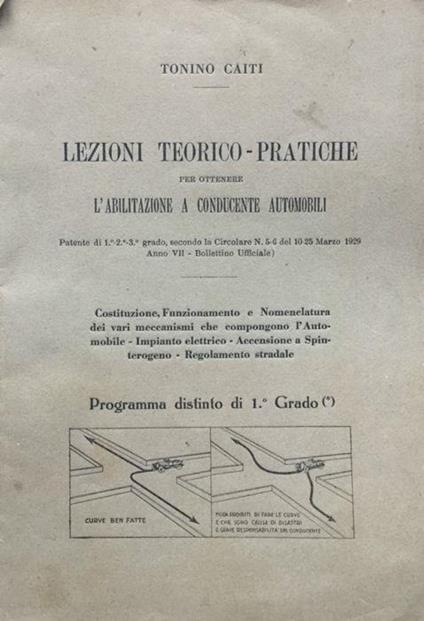 TONINO CAITI
LEZIONI TEORICO-PRATICHE
PER OTTENERE
L'ABILITAZIONE A CONDUCENTE AUTOMOBILI
Patente di 1.º-2.º-3.º grado, secondo la Circolare N. 5-6 del 10-25 Marzo 1929
Anno VII - Bollettino Ufficiale)
Costituzione, Funzionamento e Nomenclatura
dei vari meccanismi che compongono l'Auto-
mobile - Impianto elettrico - Accensione a Spin-
terogeno - Regolamento stradale
Programma distinto di 1.º Grado (*)
CURVE BEN FATTE
MODI PROIBITI DI FARE LE CURVE
E CHE SONO CAUSA DI DISASTRI
E GRAVE RESPONSABILITA' DEL CONDUCENTE